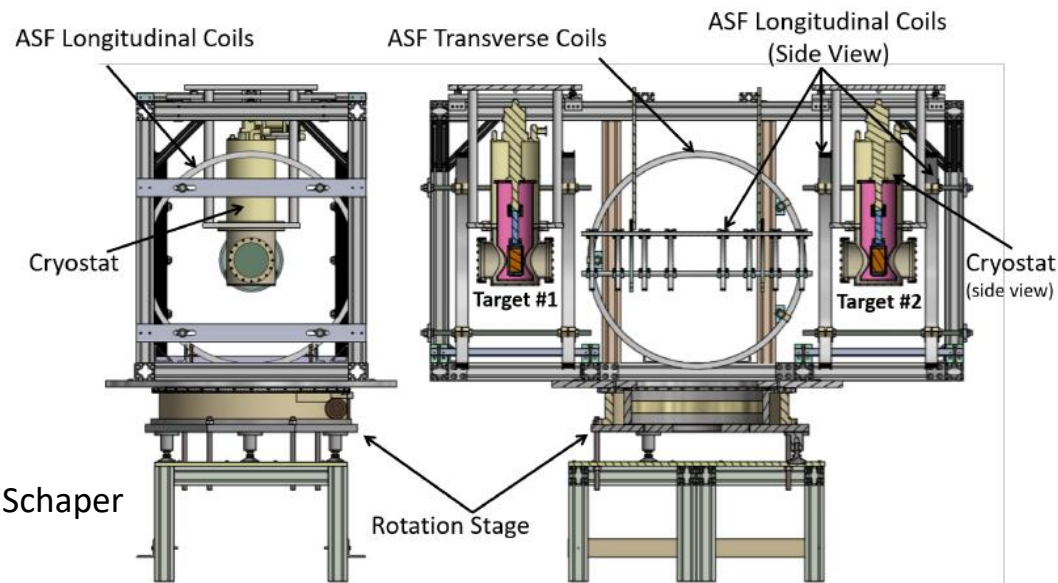 ASF Longitudinal Coils
ASF Transverse Coils
ASF Longitudinal Coils
(Side View)
Cryostat
Target #1
Target #2
Cryostat
(side view)
Schaper
Rotation Stage